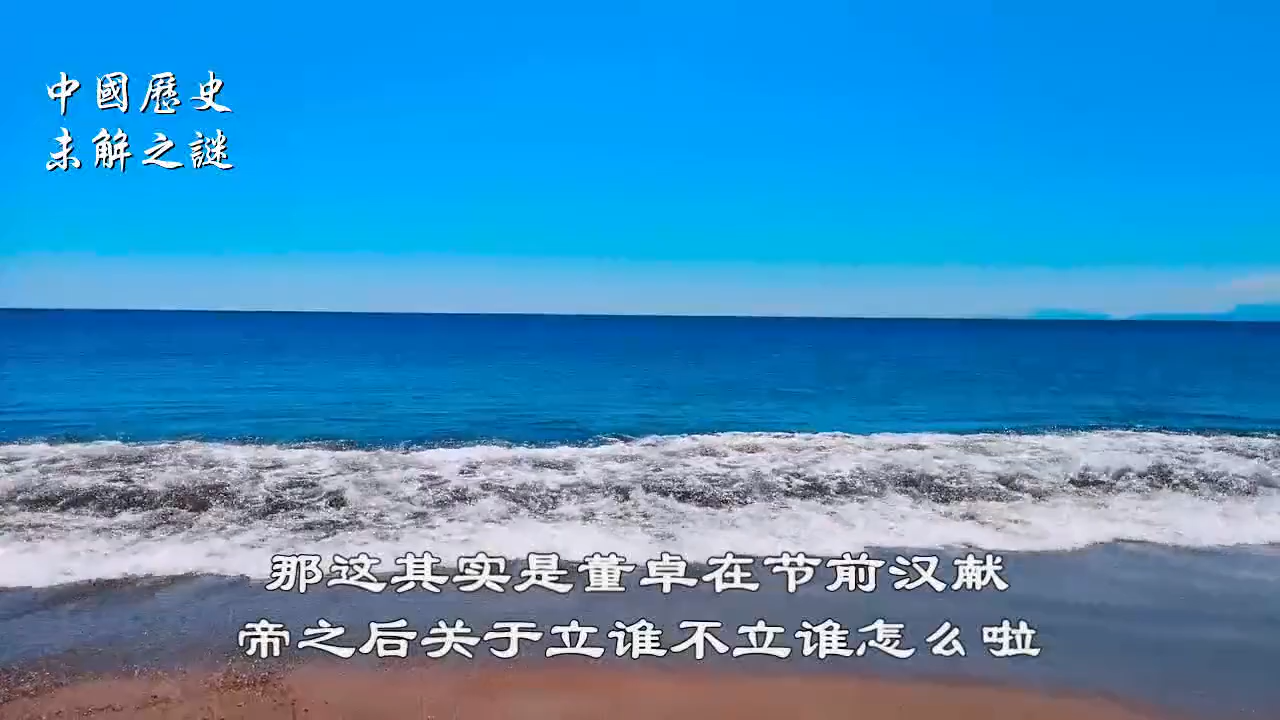 中國歷史
未解之謎
那这其实是董卓在节前汉献
帝之后关于立谁不立谁怎么啦